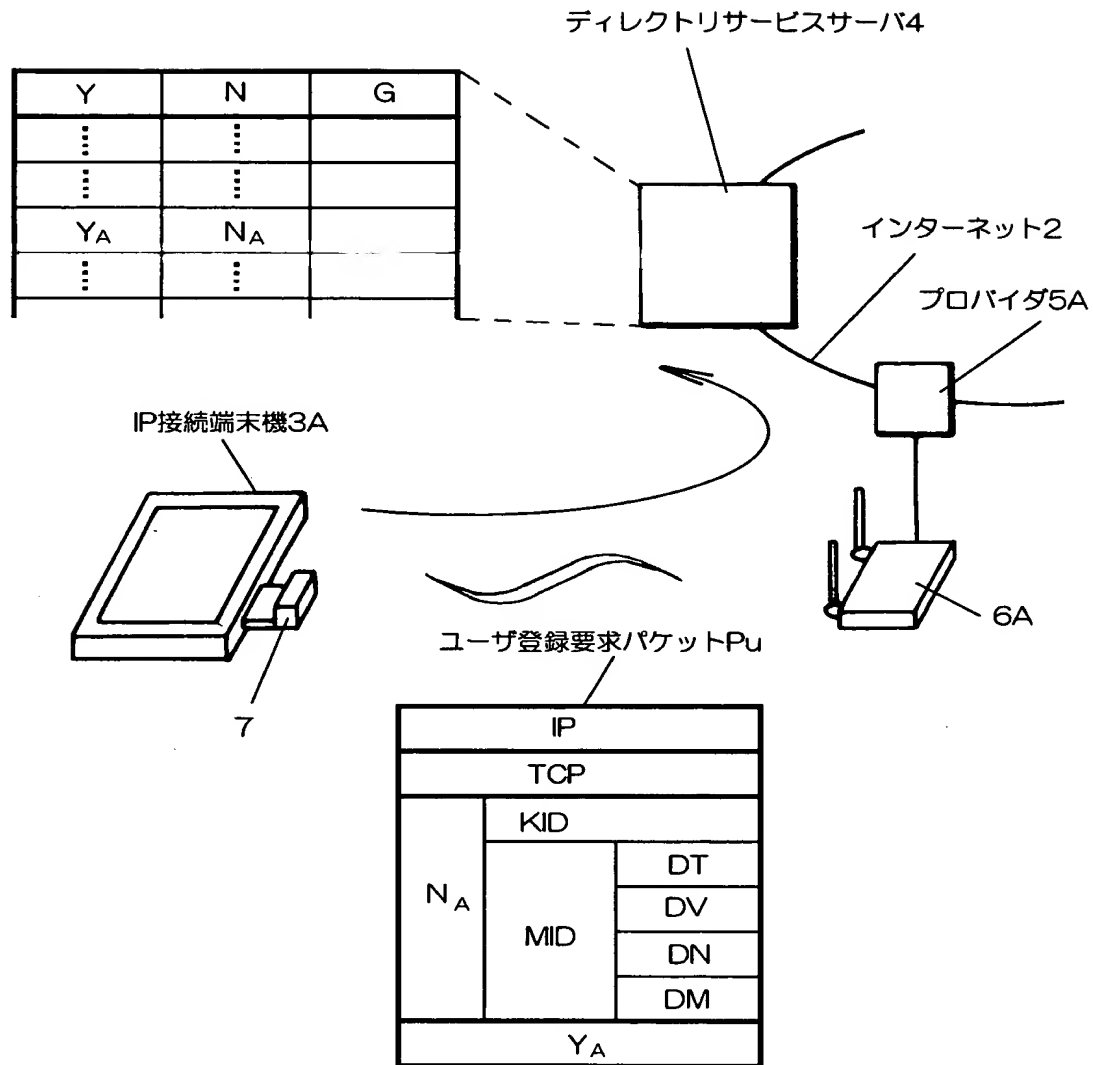 ディレクトリサービスサーバ4
Y N G
⋮ ⋮
⋮ ⋮
YA NA
⋮ ⋮
インターネット2
プロバイダ5A
IP接続端末機3A
6A
7
ユーザ登録要求パケットPu
IP
TCP
NA KID
MID DT
DV
DN
DM
YA